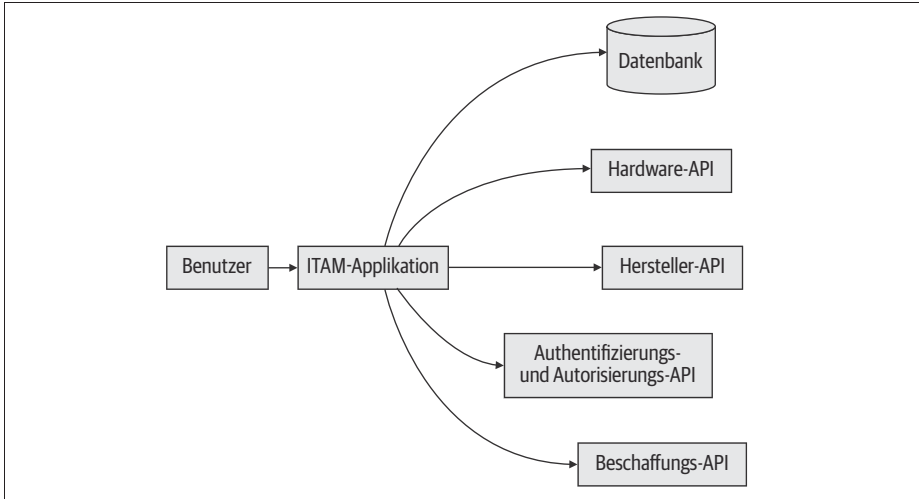 Datenbank
Hardware-API
Benutzer
ITAM-Applikation
Hersteller-API
Authentifizierungs-
und Autorisierungs-API
Beschaffungs-API